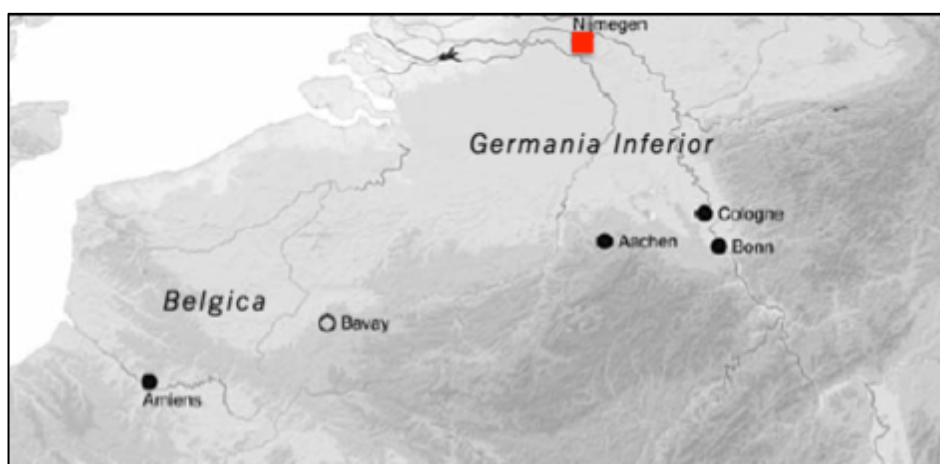 Nijmegen
Germania Inferior
Cologne
Aachen
Bonn
Belgica
Bavay
Amiens